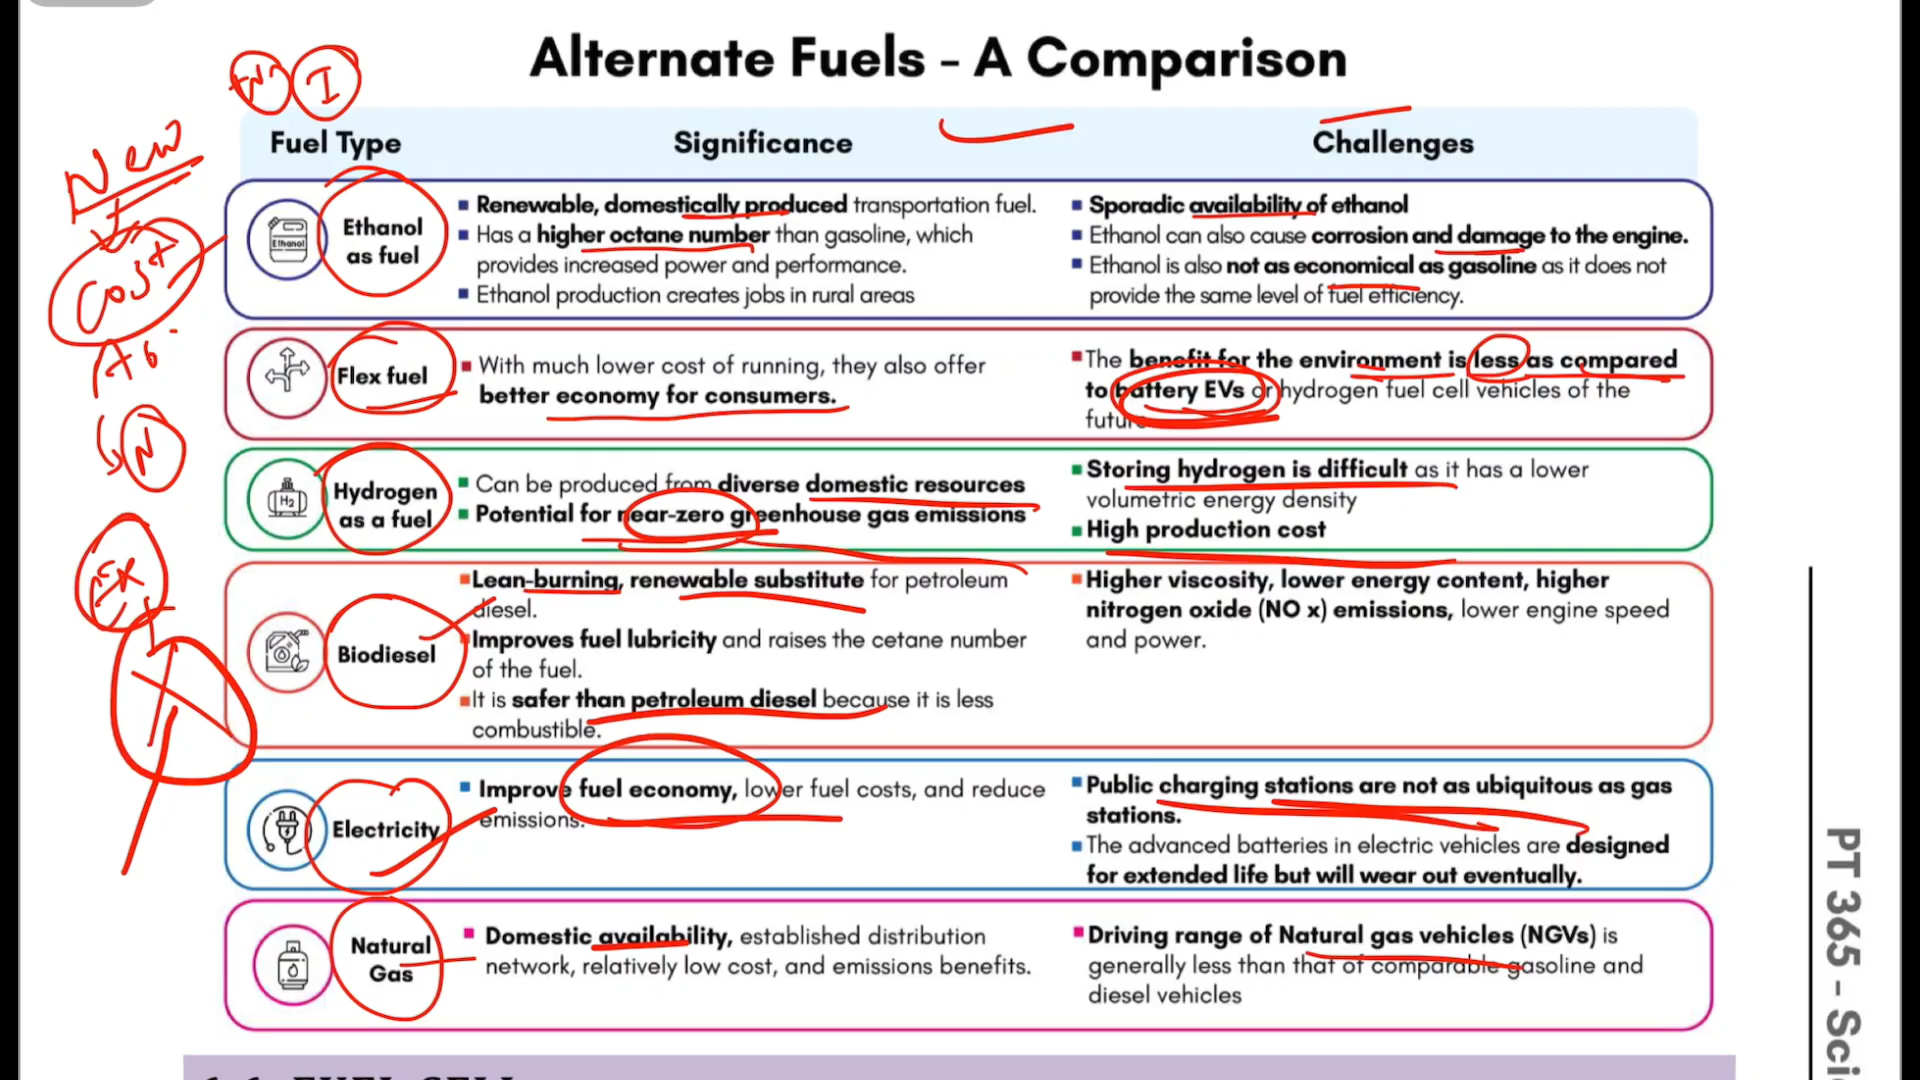 Alternate Fuels - A Comparison
I
New
Cost
N
Ex
Fuel Type
Significance
Challenges
Ethanol
Ethanol
as fuel
Renewable, domestically produced transportation fuel.
Has a higher octane number than gasoline, which
provides increased power and performance.
Ethanol production creates jobs in rural areas
Sporadic availability of ethanol
Ethanol can also cause corrosion and damage to the engine.
Ethanol is also not as economical as gasoline as it does not
provide the same level of fuel efficiency.
Flex fuel
With much lower cost of running, they also offer
better economy for consumers.
The benefit for the environment is less as compared
to battery EVs or hydrogen fuel cell vehicles of the
future
H2
Hydrogen
as a fuel
Can be produced from diverse domestic resources
Potential for near-zero greenhouse gas emissions
Storing hydrogen is difficult as it has a lower
volumetric energy density
High production cost
Biodiesel
Lean-burning, renewable substitute for petroleum
diesel.
Improves fuel lubricity and raises the cetane number
of the fuel.
It is safer than petroleum diesel because it is less
combustible.
Higher viscosity, lower energy content, higher
nitrogen oxide (NO x) emissions, lower engine speed
and power.
Electricity
Improve fuel economy, lower fuel costs, and reduce
emissions.
Public charging stations are not as ubiquitous as gas
stations.
The advanced batteries in electric vehicles are designed
for extended life but will wear out eventually.
Natural
Gas
Domestic availability, established distribution
network, relatively low cost, and emissions benefits.
Driving range of Natural gas vehicles (NGVs) is
generally less than that of comparable gasoline and
diesel vehicles
PT 365 - Sci
FUEL CELL